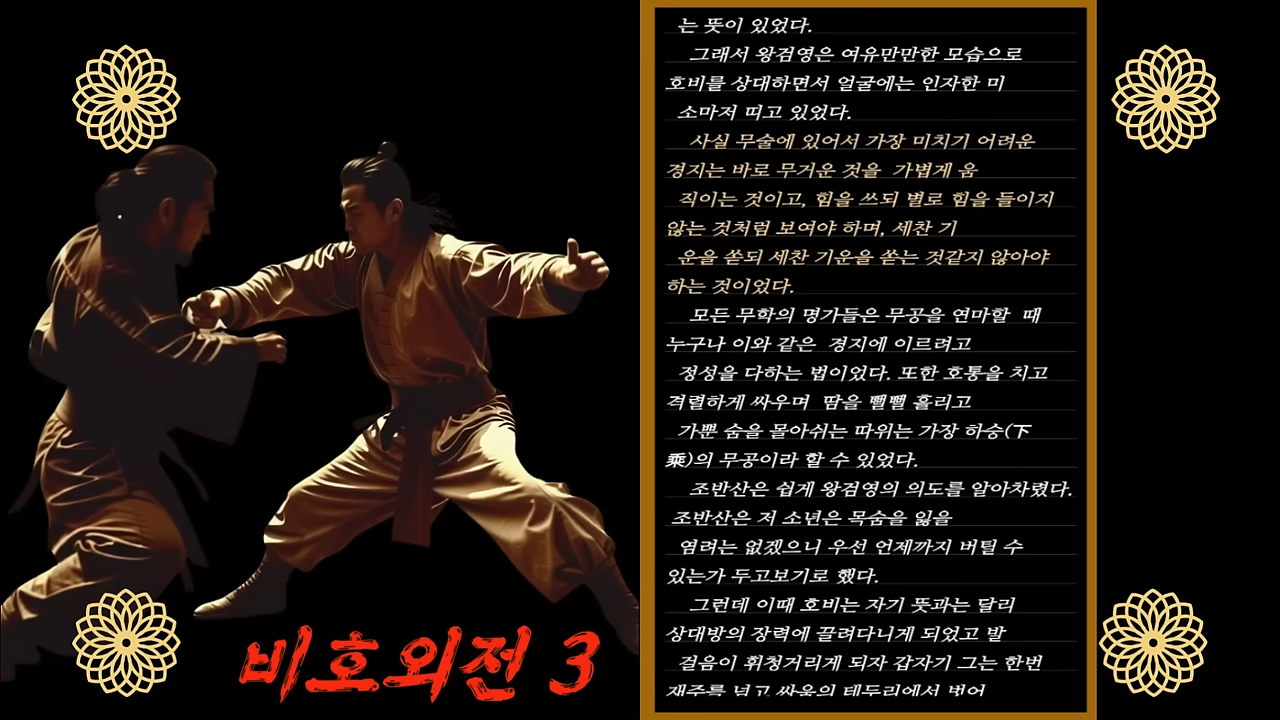 는 뜻이 있었다.
그래서 왕검영은 여유만만한 모습으로
호비를 상대하면서 얼굴에는 인자한 미
소마저 띠고 있었다.
사실 무술에 있어서 가장 미치기 어려운
경지는 바로 무거운 것을 가볍게 움
직이는 것이고, 힘을 쓰되 별로 힘을 들이지
않는 것처럼 보여야 하며, 세찬 기
운을 쏟되 세찬 기운을 쏟는 것같지 않아야
하는 것이었다.
모든 무학의 명가들은 무공을 연마할 때
누구나 이와 같은 경지에 이르려고
정성을 다하는 법이었다. 또한 호통을 치고
격렬하게 싸우며 땀을 뻘뻘 흘리고
가쁜 숨을 몰아쉬는 따위는 가장 하승(下
乘)의 무공이라 할 수 있었다.
조반산은 쉽게 왕검영의 의도를 알아차렸다.
조반산은 저 소년은 목숨을 잃을
염려는 없겠으니 우선 언제까지 버틸 수
있는가 두고보기로 했다.
그런데 이때 호비는 자기 뜻과는 달리
상대방의 장력에 끌려다니게 되었고 발
걸음이 휘청거리게 되자 갑자기 그는 한번
재주를 넘고 싸움의 테두리에서 벗어
비호외전 3